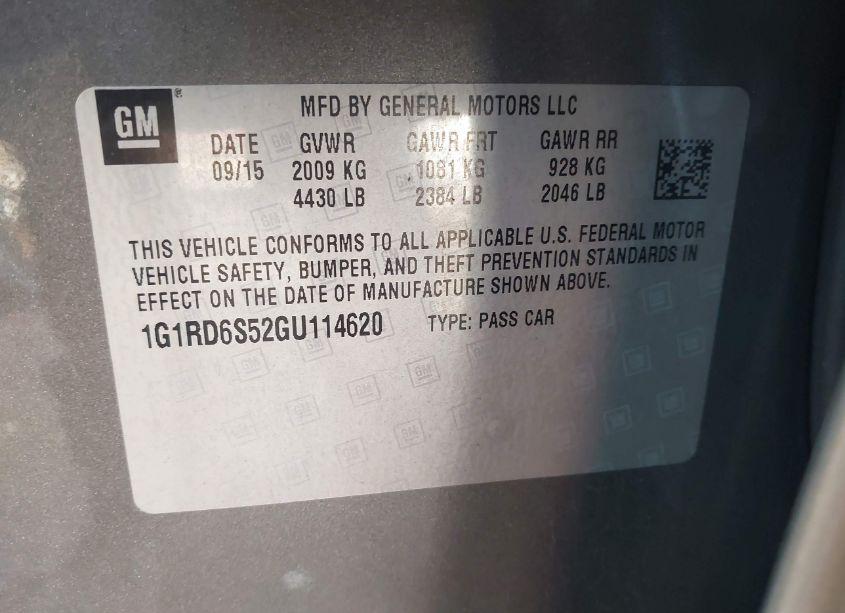 GM
MFD BY GENERAL MOTORS LLC
DATE GVWR GAWR FRT GAWR RR
09/15 2009 KG 1081 KG 928 KG
4430 LB 2384 LB 2046 LB
THIS VEHICLE CONFORMS TO ALL APPLICABLE U.S. FEDERAL MOTOR
VEHICLE SAFETY, BUMPER, AND THEFT PREVENTION STANDARDS IN
EFFECT ON THE DATE OF MANUFACTURE SHOWN ABOVE.
1G1RD6S52GU114620 TYPE: PASS CAR